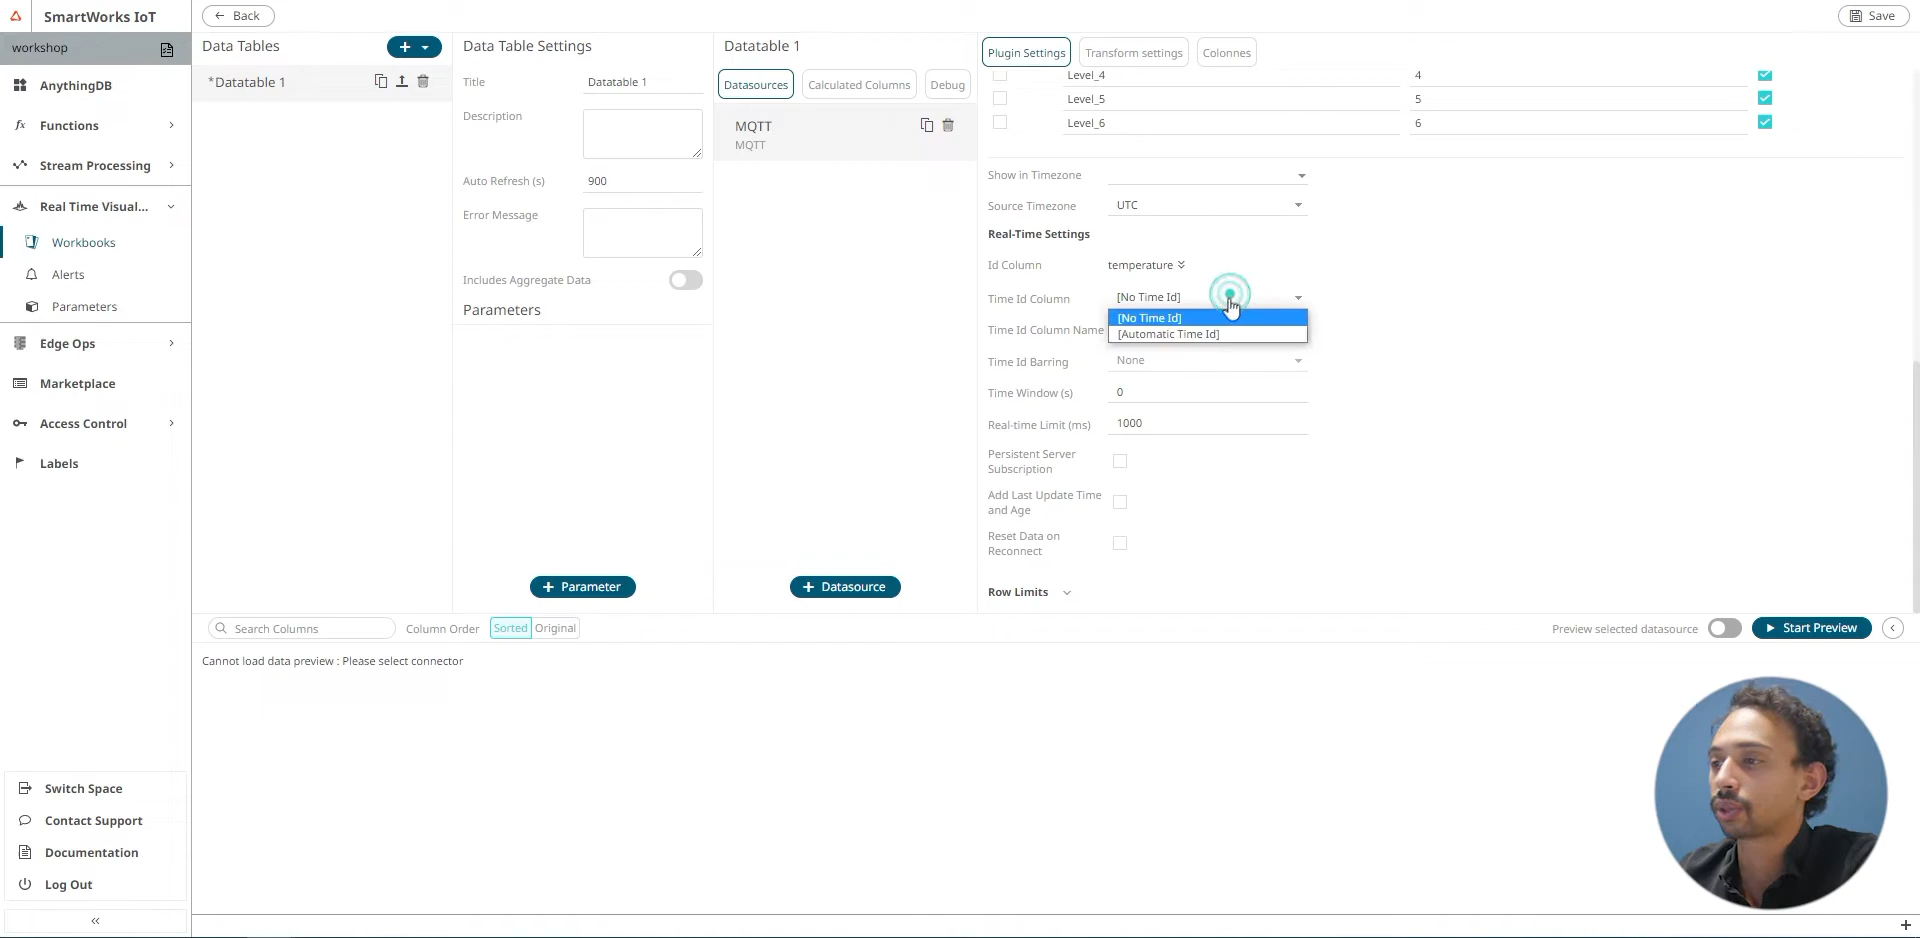 SmartWorks IoT
Back
Save
workshop
Data Tables
Data Table Settings
Datatable 1
Plugin Settings
Transform settings
Colonnes
*Datatable 1
Title
Datatable 1
Datasources
Calculated Columns
Debug
Level_4
4
Level_5
5
Level_6
6
AnythingDB
Description
MQTT
MQTT
Functions
Stream Processing
Auto Refresh (s)
900
Show in Timezone
Source Timezone
UTC
Real Time Visual...
Error Message
Real-Time Settings
Workbooks
Id Column
temperature
Alerts
Includes Aggregate Data
Time Id Column
[No Time Id]
Parameters
Parameters
[No Time Id]
[Automatic Time Id]
Time Id Column Name
Edge Ops
Time Id Barring
None
Marketplace
Time Window (s)
0
Access Control
Real-time Limit (ms)
1000
Labels
Persistent Server
Subscription
Add Last Update Time
and Age
Reset Data on
Reconnect
Parameter
Datasource
Row Limits
Search Columns
Column Order
Sorted
Original
Preview selected datasource
Start Preview
Cannot load data preview : Please select connector
Switch Space
Contact Support
Documentation
Log Out